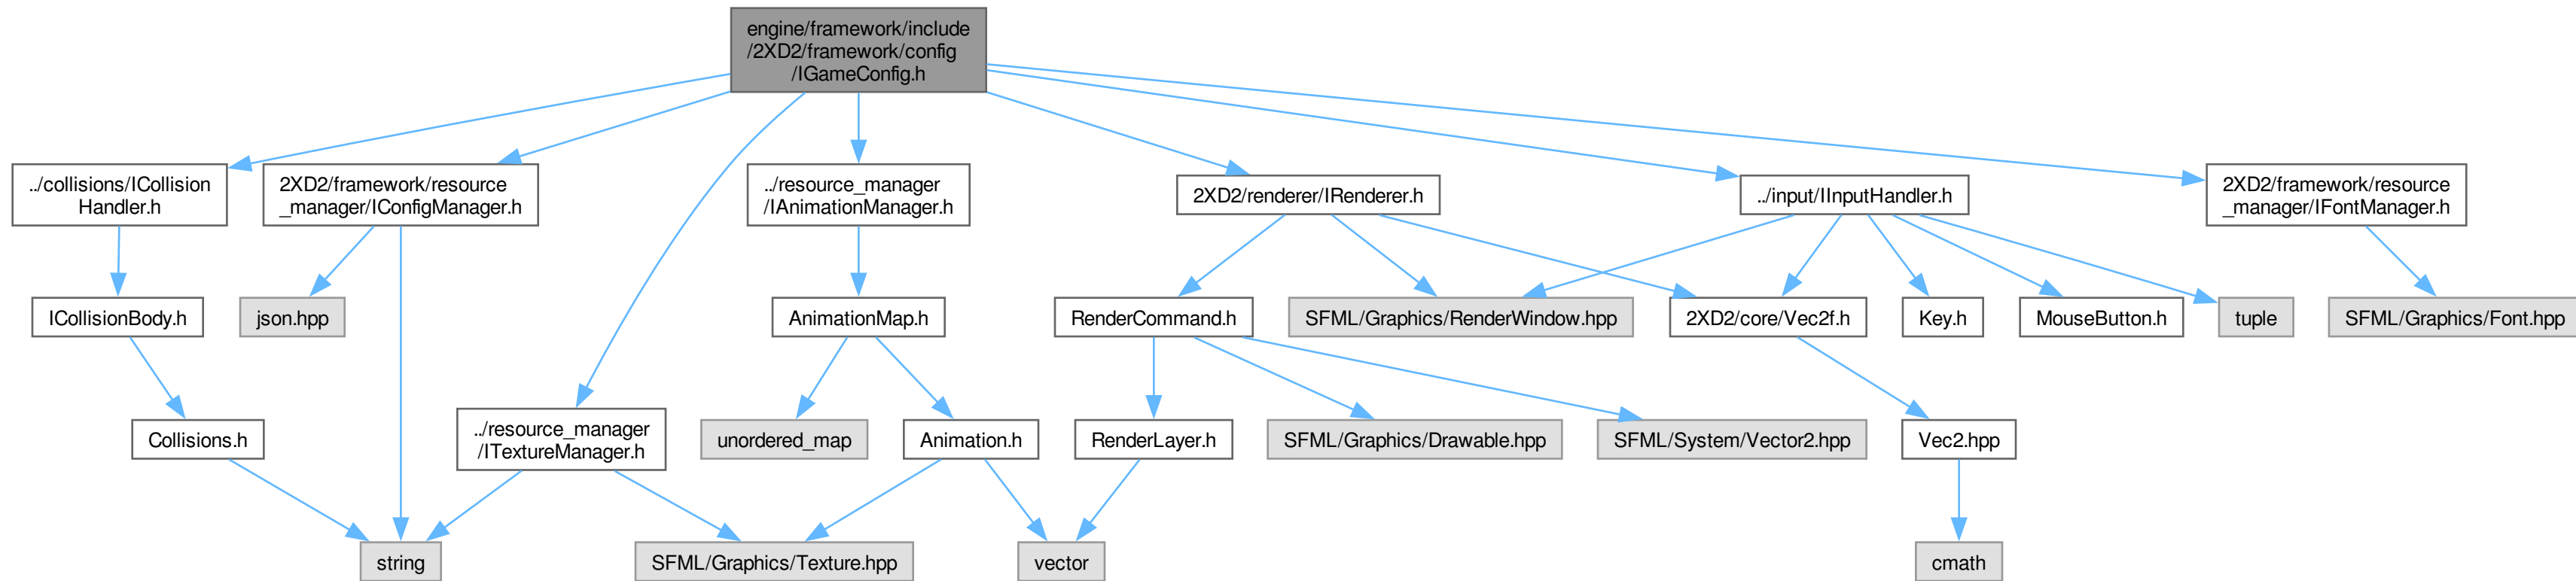 engine/framework/include
/2XD2/framework/config
/IGameConfig.h
../collisions/ICollision
Handler.h
2XD2/framework/resource
_manager/IConfigManager.h
../resource_manager
/IAnimationManager.h
2XD2/renderer/IRenderer.h
../input/IInputHandler.h
2XD2/framework/resource
_manager/IFontManager.h
ICollisionBody.h
json.hpp
AnimationMap.h
RenderCommand.h
SFML/Graphics/RenderWindow.hpp
2XD2/core/Vec2f.h
Key.h
MouseButton.h
tuple
SFML/Graphics/Font.hpp
Collisions.h
../resource_manager
/ITextureManager.h
unordered_map
Animation.h
RenderLayer.h
SFML/Graphics/Drawable.hpp
SFML/System/Vector2.hpp
Vec2.hpp
string
SFML/Graphics/Texture.hpp
vector
cmath